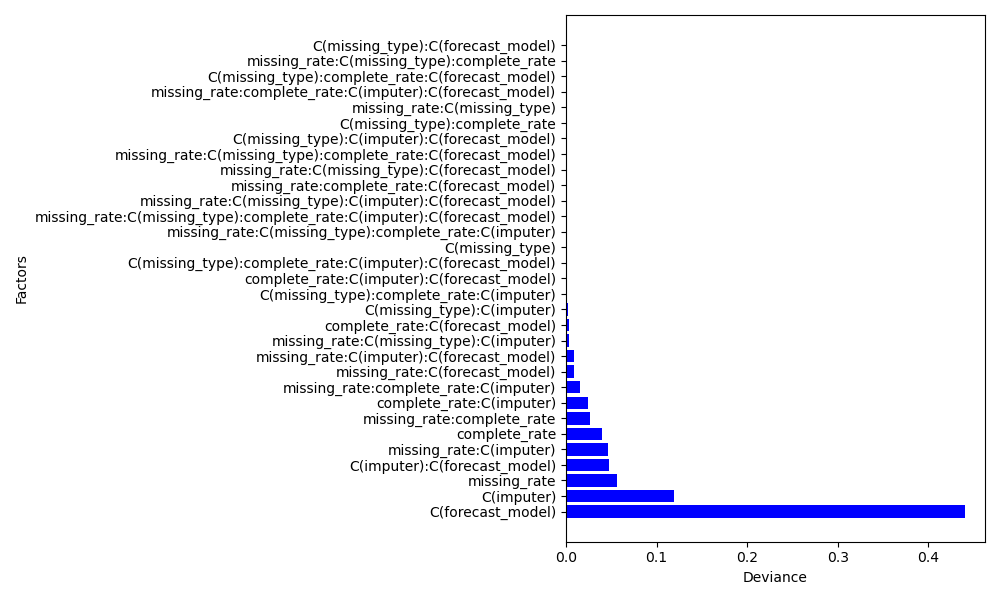 C(missing_type):C(forecast_model)
missing_rate:C(missing_type):complete_rate
C(missing_type):complete_rate:C(forecast_model)
missing_rate:complete_rate:C(imputer):C(forecast_model)
missing_rate:C(missing_type)
C(missing_type):complete_rate
C(missing_type):C(imputer):C(forecast_model)
missing_rate:C(missing_type):complete_rate:C(forecast_model)
missing_rate:C(missing_type):C(forecast_model)
missing_rate:complete_rate:C(forecast_model)
missing_rate:C(missing_type):C(imputer):C(forecast_model)
missing_rate:C(missing_type):complete_rate:C(imputer):C(forecast_model)
missing_rate:C(missing_type):complete_rate:C(imputer)
C(missing_type)
C(missing_type):complete_rate:C(imputer):C(forecast_model)
complete_rate:C(imputer):C(forecast_model)
C(missing_type):complete_rate:C(imputer)
C(missing_type):C(imputer)
complete_rate:C(forecast_model)
missing_rate:C(missing_type):C(imputer)
missing_rate:C(imputer):C(forecast_model)
missing_rate:C(forecast_model)
missing_rate:complete_rate:C(imputer)
complete_rate:C(imputer)
missing_rate:complete_rate
complete_rate
missing_rate:C(imputer)
C(imputer):C(forecast_model)
missing_rate
C(imputer)
C(forecast_model)
Factors
0.0 0.1 0.2 0.3 0.4
Deviance